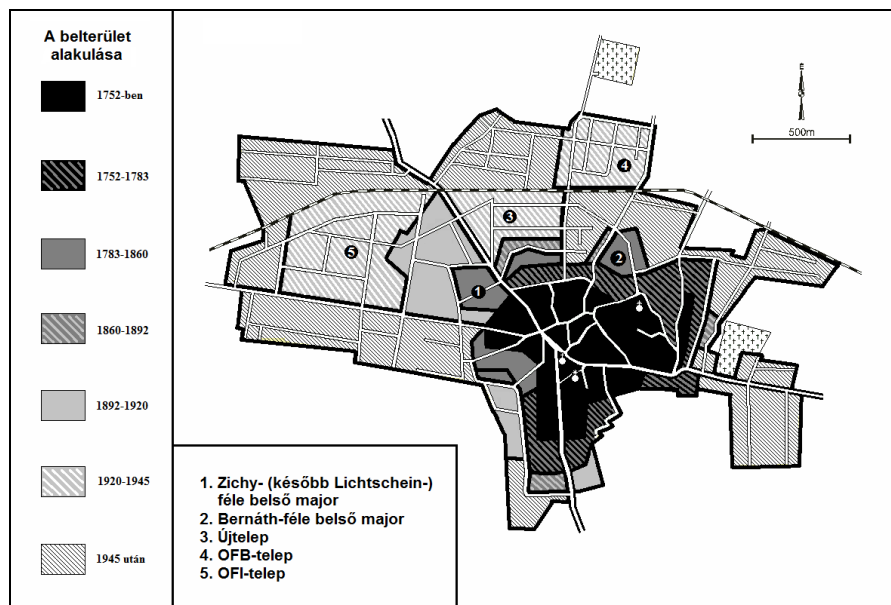 A belterület
alakulása
1752-ben
1752-1783
1783-1860
1860-1892
1892-1920
1920-1945
1945 után
1. Zichy- (később Lichtschein-)
féle belső major
2. Bernáth-féle belső major
3. Újtelep
4. OFB-telep
5. OFI-telep
4
3
5
2
1
500m